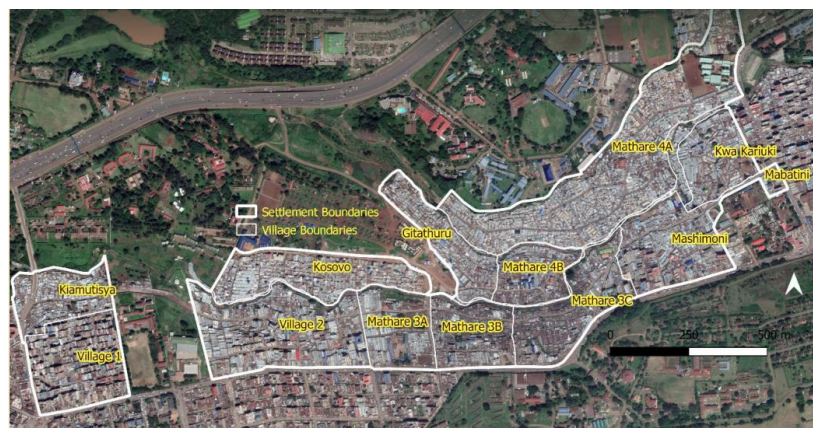 Mathare 4A
Kwa Kariuki
Mabatini
Settlement Boundaries
Village Boundaries
Gitathuru
Mashimoni
Kosovo
Mathare 4B
Kiamutisya
Mathare 3C
Village 2
Mathare 3A
Mathare 3B
Village 1
0 250 500 m